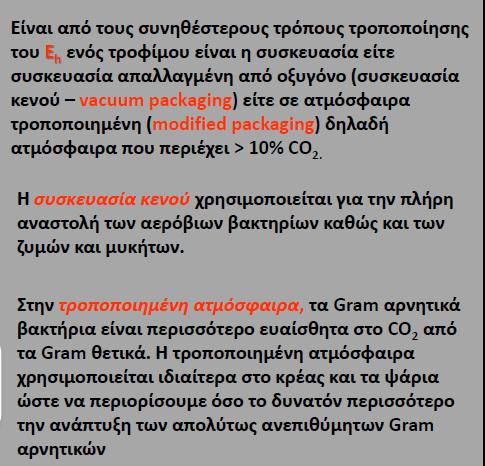 Είναι από τους συνηθέστερους τρόπους τροποποίησης
του Eh ενός τροφίμου είναι η συσκευασία είτε
συσκευασία απαλλαγμένη από οξυγόνο (συσκευασία
κενού – vacuum packaging) είτε σε ατμόσφαιρα
τροποποιημένη (modified packaging) δηλαδή
ατμόσφαιρα που περιέχει > 10% CO2.
Η συσκευασία κενού χρησιμοποιείται για την πλήρη
αναστολή των αερόβιων βακτηρίων καθώς και των
ζυμών και μυκήτων.
Στην τροποποιημένη ατμόσφαιρα, τα Gram αρνητικά
βακτήρια είναι περισσότερο ευαίσθητα στο CO2 από
τα Gram θετικά. Η τροποποιημένη ατμόσφαιρα
χρησιμοποιείται ιδιαίτερα στο κρέας και τα ψάρια
ώστε να περιορίσουμε όσο το δυνατόν περισσότερο
την ανάπτυξη των απολύτως ανεπιθύμητων Gram
αρνητικών